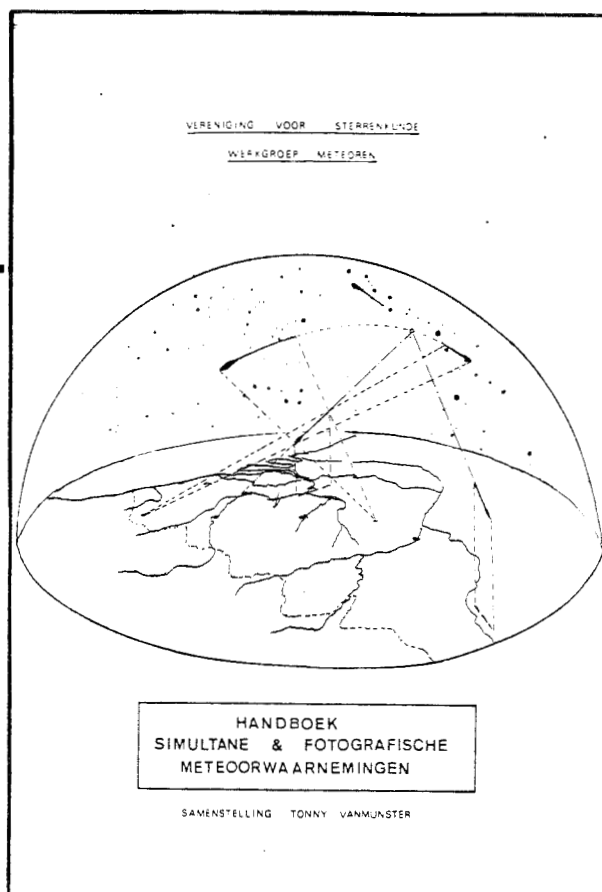 VERENIGING VOOR STERRENKUNDE
WERKGROEP METEOREN
HANDBOEK
SIMULTANE & FOTOGRAFISCHE
METEOORWAARNEMINGEN
SAMENSTELLING TONNY VANMUNSTER